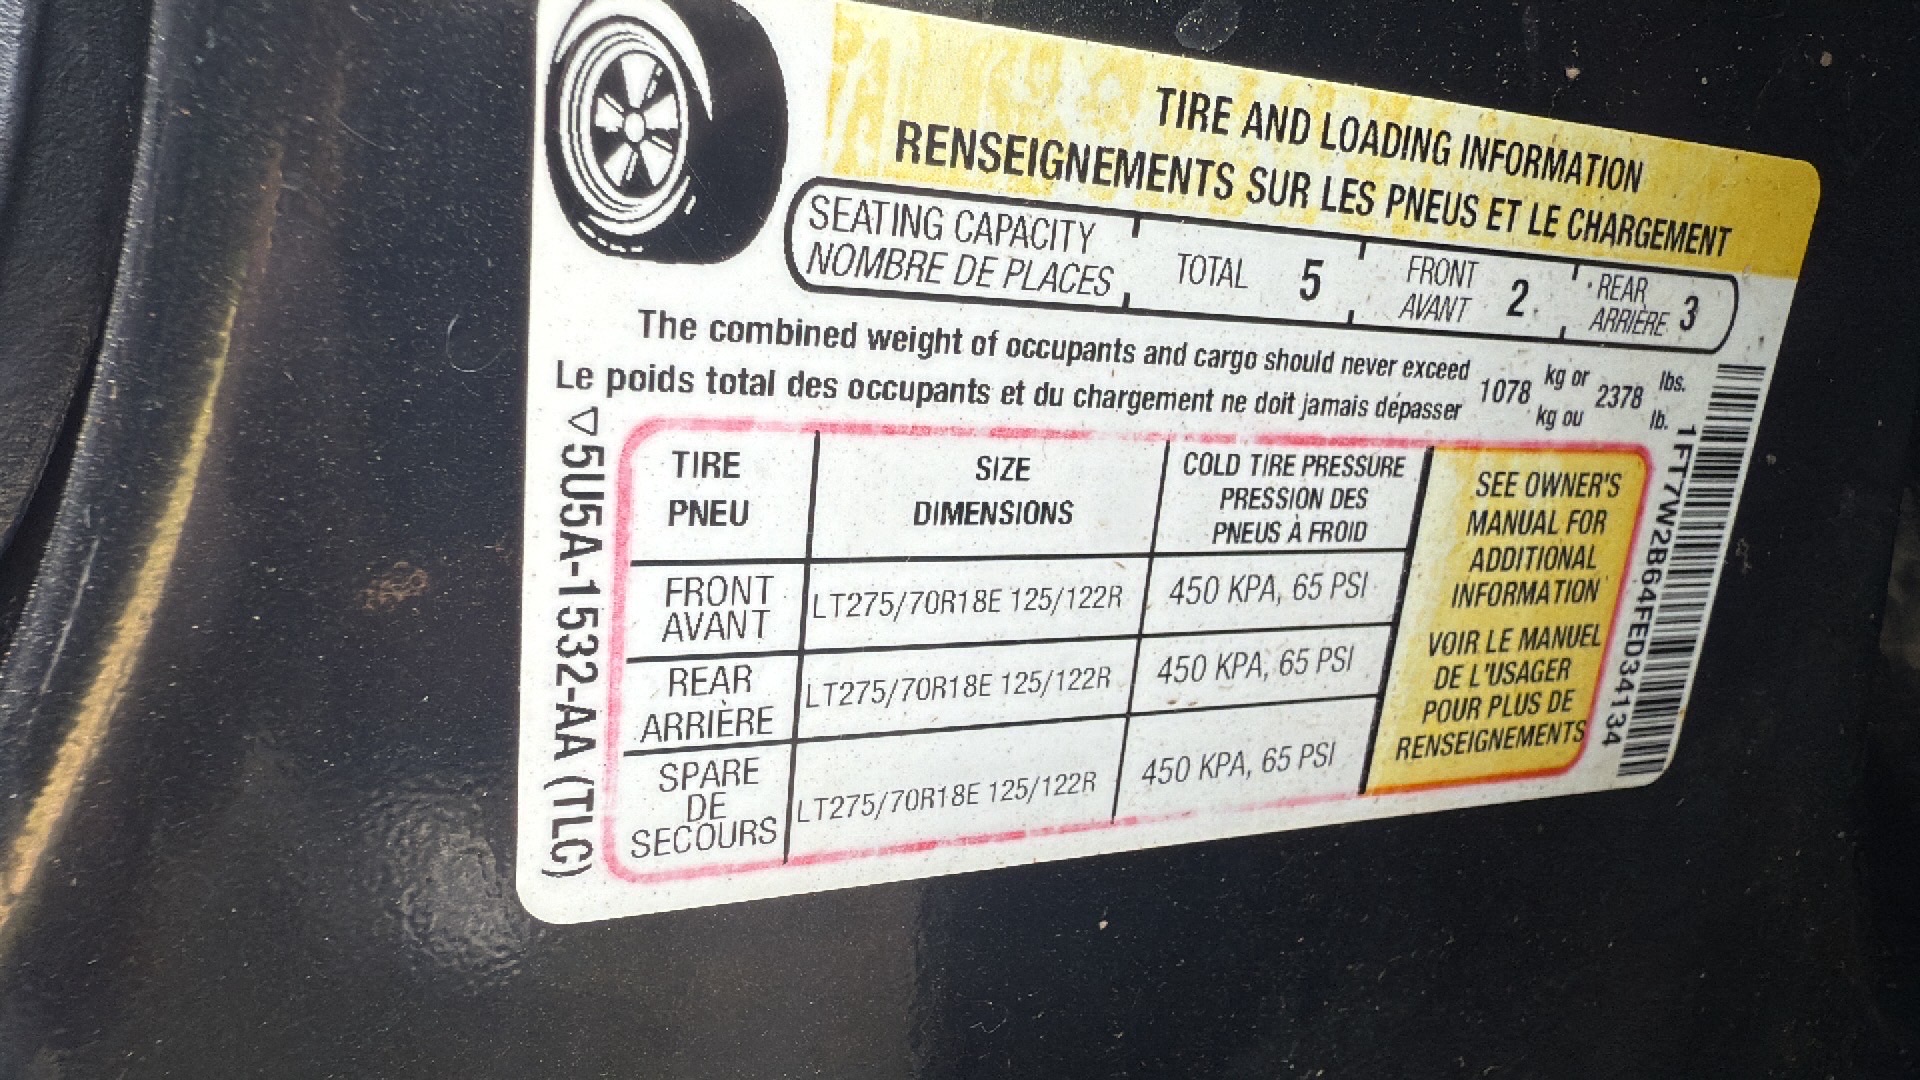 TIRE AND LOADING INFORMATION
RENSEIGNEMENTS SUR LES PNEUS ET LE CHARGEMENT
SEATING CAPACITY
NOMBRE DE PLACES
TOTAL 5
FRONT
AVANT 2
REAR
ARRIÈRE 3
The combined weight of occupants and cargo should never exceed
Le poids total des occupants et du chargement ne doit jamais dépasser
1078 kg or 2378 lbs.
kg ou lb.
TIRE
PNEU
SIZE
DIMENSIONS
COLD TIRE PRESSURE
PRESSION DES
PNEUS À FROID
FRONT
AVANT
LT275/70R18E 125/122R
450 KPA, 65 PSI
REAR
ARRIÈRE
LT275/70R18E 125/122R
450 KPA, 65 PSI
SPARE
DE
SECOURS
LT275/70R18E 125/122R
450 KPA, 65 PSI
SEE OWNER'S
MANUAL FOR
ADDITIONAL
INFORMATION
VOIR LE MANUEL
DE L'USAGER
POUR PLUS DE
RENSEIGNEMENTS
5U5A-1532-AA (TLC)
1FT7W2B64FED34134